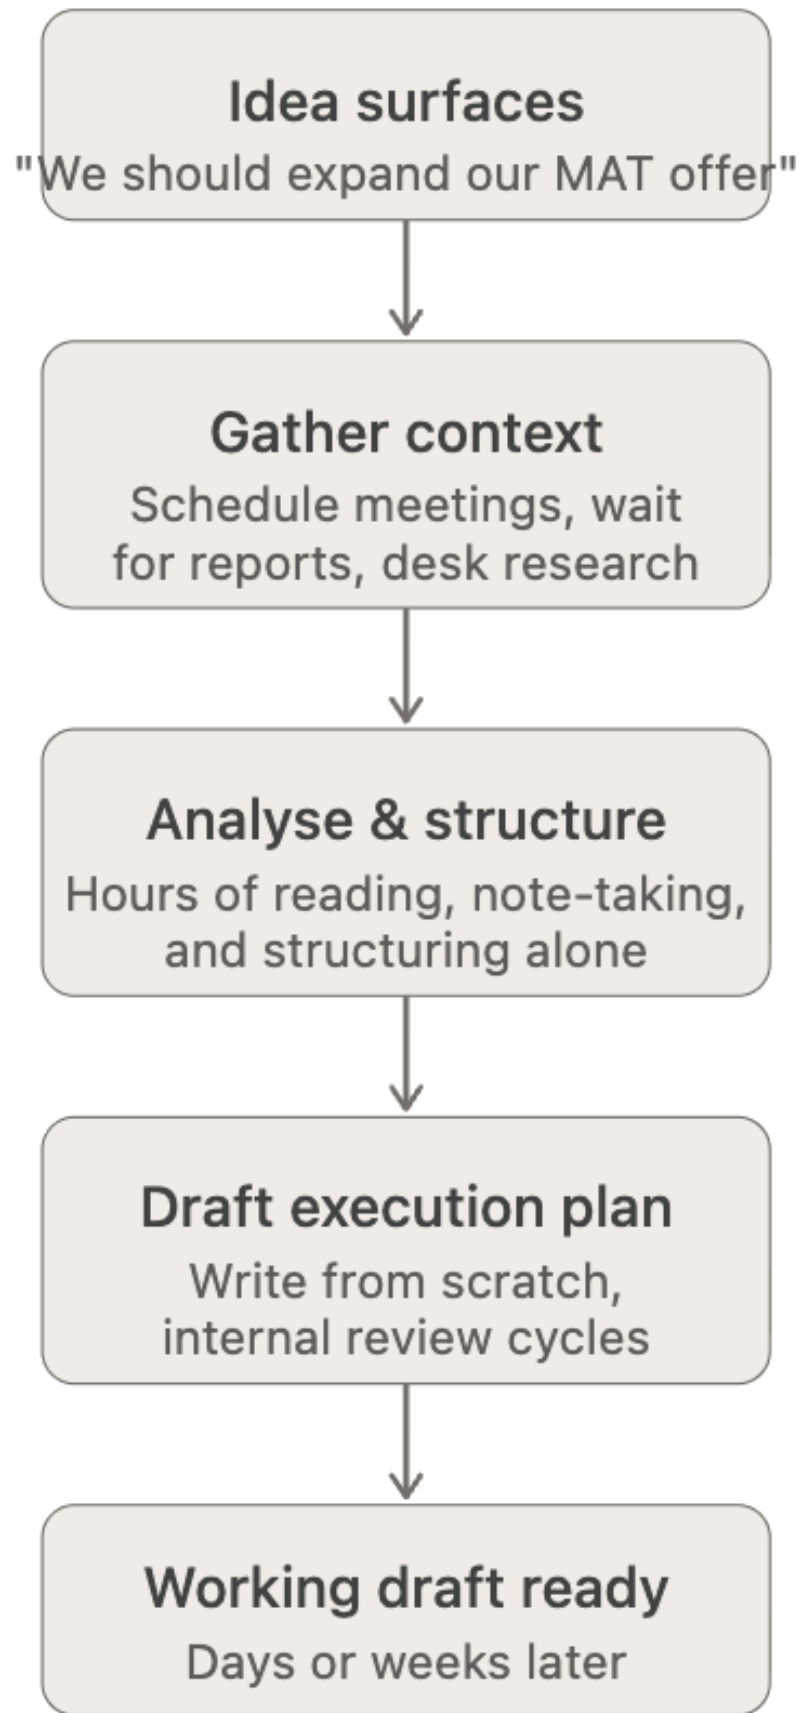 Idea surfaces
"We should expand our MAT offer"
Gather context
Schedule meetings, wait
for reports, desk research
Analyse & structure
Hours of reading, note-taking,
and structuring alone
Draft execution plan
Write from scratch,
internal review cycles
Working draft ready
Days or weeks later